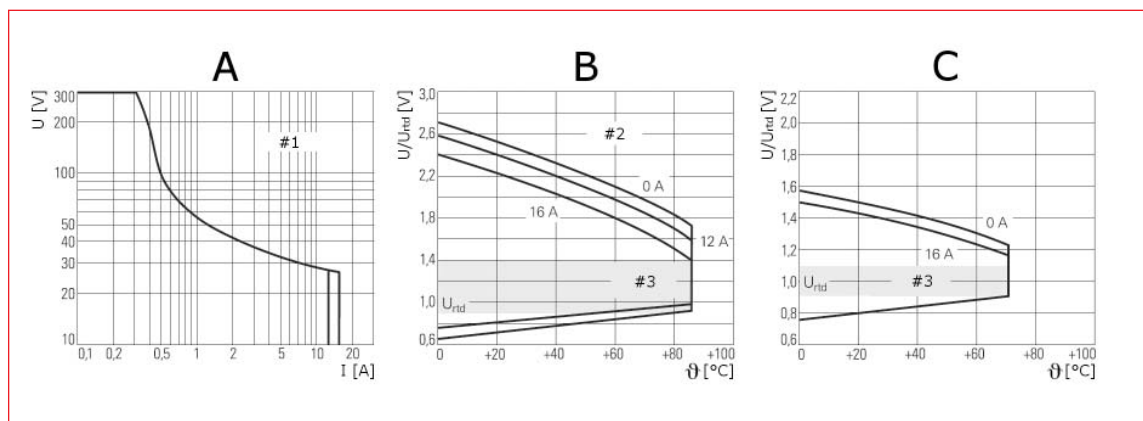 A
U [V]
300
200
100
50
40
30
20
10
0,1 0,2 0,5 1 2 5 10 20
I [A]
#1
B
U/Urtd [V]
3,0
2,6
2,2
1,8
1,4
1,0
0,6
#2
0 A
16 A
12 A
#3
Urtd
0 +20 +40 +60 +80 +100
ϑ [°C]
C
U/Urtd [V]
2,2
2,0
1,8
1,6
1,4
1,2
1,0
0,8
0,6
0 A
16 A
Urtd #3
0 +20 +40 +60 +80 +100
ϑ [°C]